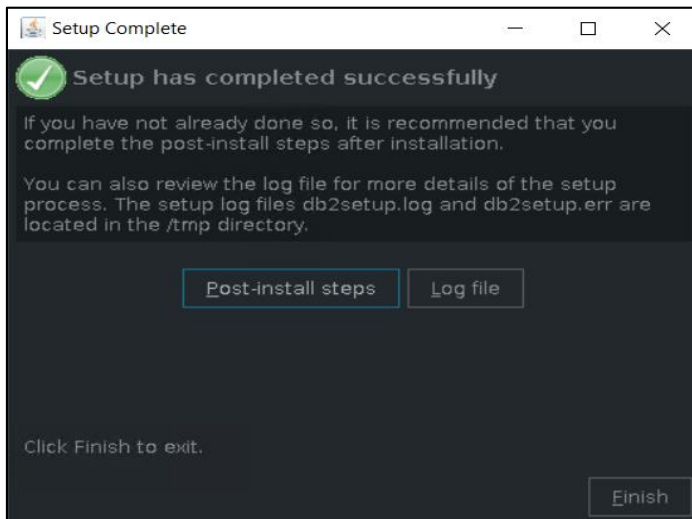 Setup Complete
Setup has completed successfully
If you have not already done so, it is recommended that you
complete the post-install steps after installation.
You can also review the log file for more details of the setup
process. The setup log files db2setup.log and db2setup.err are
located in the /tmp directory.
Post-install steps Log file
Click Finish to exit.
Finish